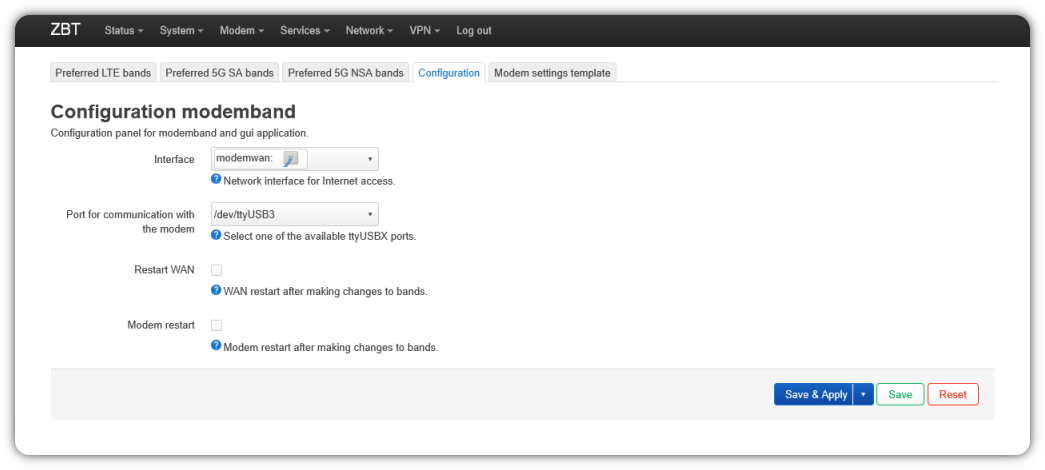 ZBT Status System Modem Services Network VPN Log out
Preferred LTE bands Preferred 5G SA bands Preferred 5G NSA bands Configuration Modem settings template
Configuration modemband
Configuration panel for modemband and gui application.
Interface modemwan:
? Network interface for Internet access.
Port for communication with /dev/ttyUSB3
the modem
? Select one of the available ttyUSBX ports.
Restart WAN
? WAN restart after making changes to bands.
Modem restart
? Modem restart after making changes to bands.
Save & Apply Save Reset